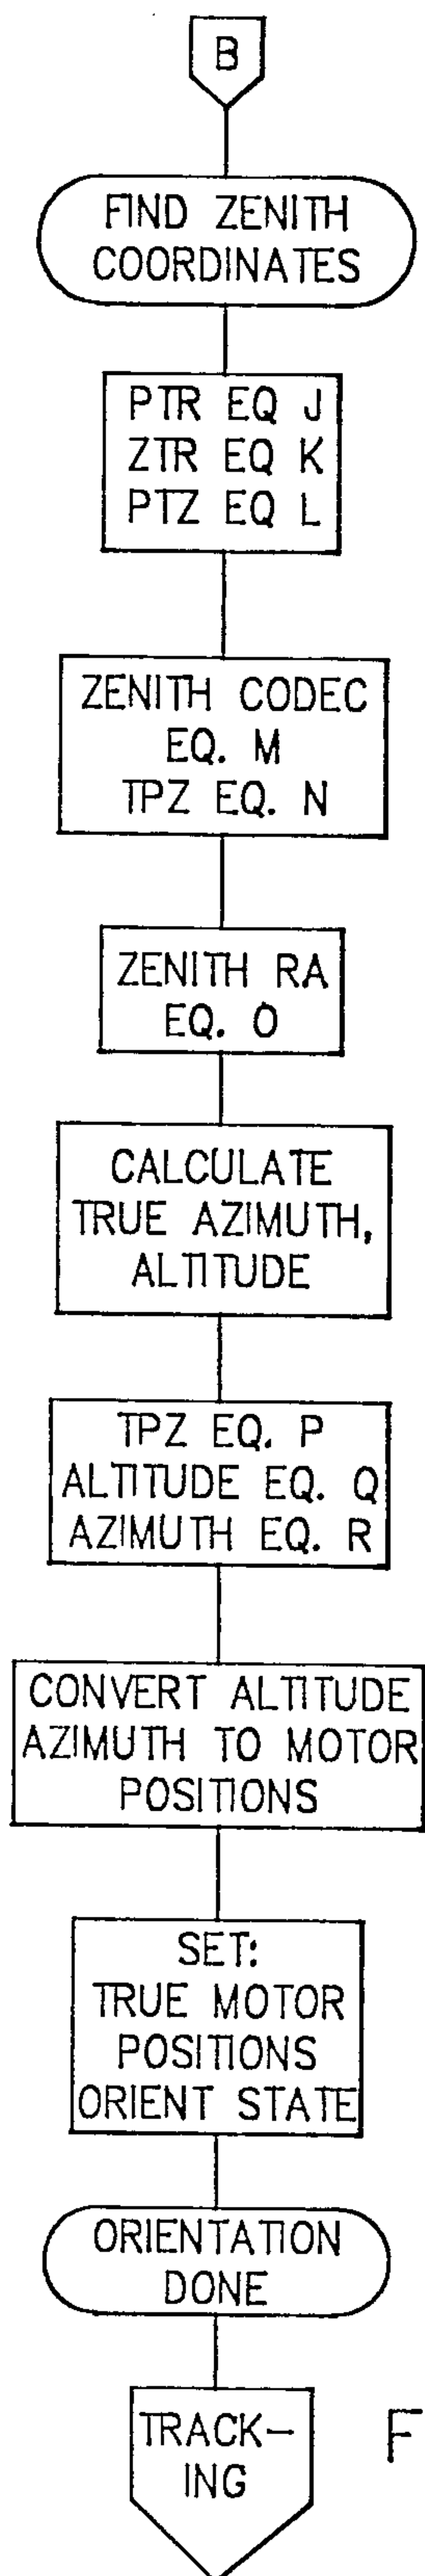 B
FIND ZENITH
COORDINATES
PTR EQ J
ZTR EQ K
PTZ EQ L
ZENITH CODEC
EQ. M
TPZ EQ. N
ZENITH RA
EQ. O
CALCULATE
TRUE AZIMUTH,
ALTITUDE
TPZ EQ. P
ALTITUDE EQ. Q
AZIMUTH EQ. R
CONVERT ALTITUDE
AZIMUTH TO MOTOR
POSITIONS
SET:
TRUE MOTOR
POSITIONS
ORIENT STATE
ORIENTATION
DONE
TRACK-
ING
F